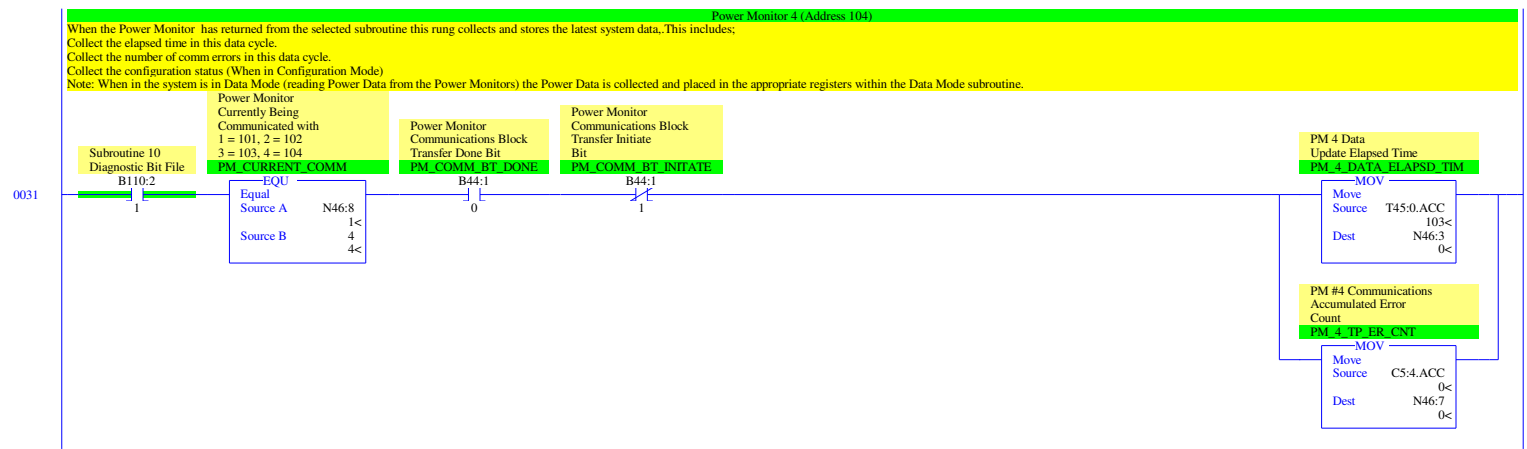 Power Monitor 4 (Address 104)
When the Power Monitor has returned from the selected subroutine this rung collects and stores the latest system data,.This includes;
Collect the elapsed time in this data cycle.
Collect the number of comm errors in this data cycle.
Collect the configuration status (When in Configuration Mode)
Note: When in the system is in Data Mode (reading Power Data from the Power Monitors) the Power Data is collected and placed in the appropriate registers within the Data Mode subroutine.
Subroutine 10
Diagnostic Bit File
B110:2
1
Power Monitor
Currently Being
Communicated with
1 = 101, 2 = 102
3 = 103, 4 = 104
PM_CURRENT_COMM
EQU
Equal
Source A N46:8
1<
Source B 4
4<
Power Monitor
Communications Block
Transfer Done Bit
PM_COMM_BT_DONE
B44:1
0
Power Monitor
Communications Block
Transfer Initiate
Bit
PM_COMM_BT_INITATE
B44:1
1
0031
PM 4 Data
Update Elapsed Time
PM_4_DATA_ELAPSD_TIM
MOV
Move
Source T45:0.ACC
103<
Dest N46:3
0<
PM #4 Communications
Accumulated Error
Count
PM_4_TP_ER_CNT
MOV
Move
Source C5:4.ACC
0<
Dest N46:7
0<